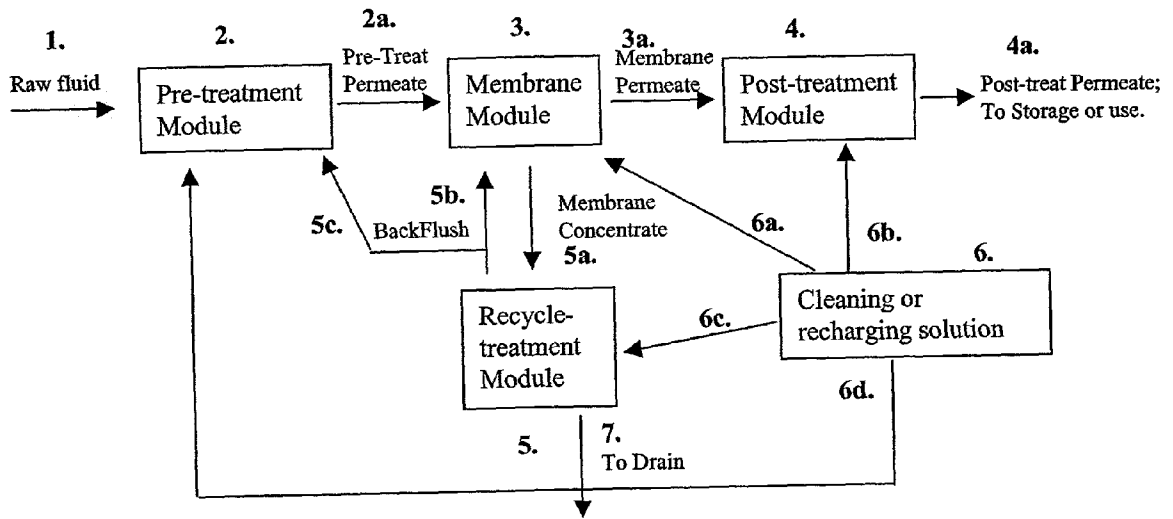 1.
Raw fluid
2.
Pre-treatment
Module
2a.
Pre-Treat
Permeate
3.
Membrane
Module
3a.
Membrane
Permeate
4.
Post-treatment
Module
4a.
Post-treat Permeate;
To Storage or use.
5c.
BackFlush
5b.
Membrane
Concentrate
5a.
6a.
6b.
6.
Cleaning or
recharging solution
6c.
6d.
Recycle-
treatment
Module
5.
7.
To Drain